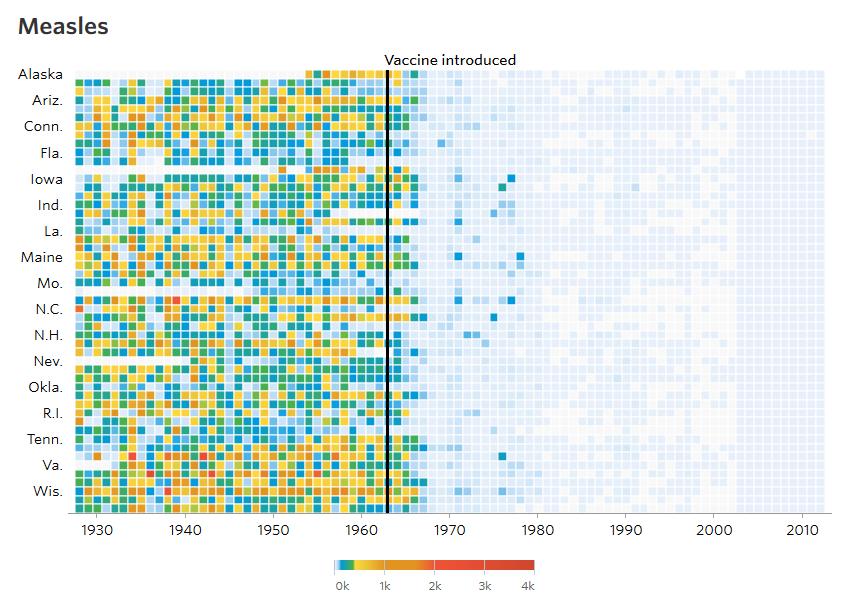 Measles
Vaccine introduced
Alaska
Ariz.
Conn.
Fla.
Iowa
Ind.
La.
Maine
Mo.
N.C.
N.H.
Nev.
Okla.
R.I.
Tenn.
Va.
Wis.
1930 1940 1950 1960 1970 1980 1990 2000 2010
0k 1k 2k 3k 4k